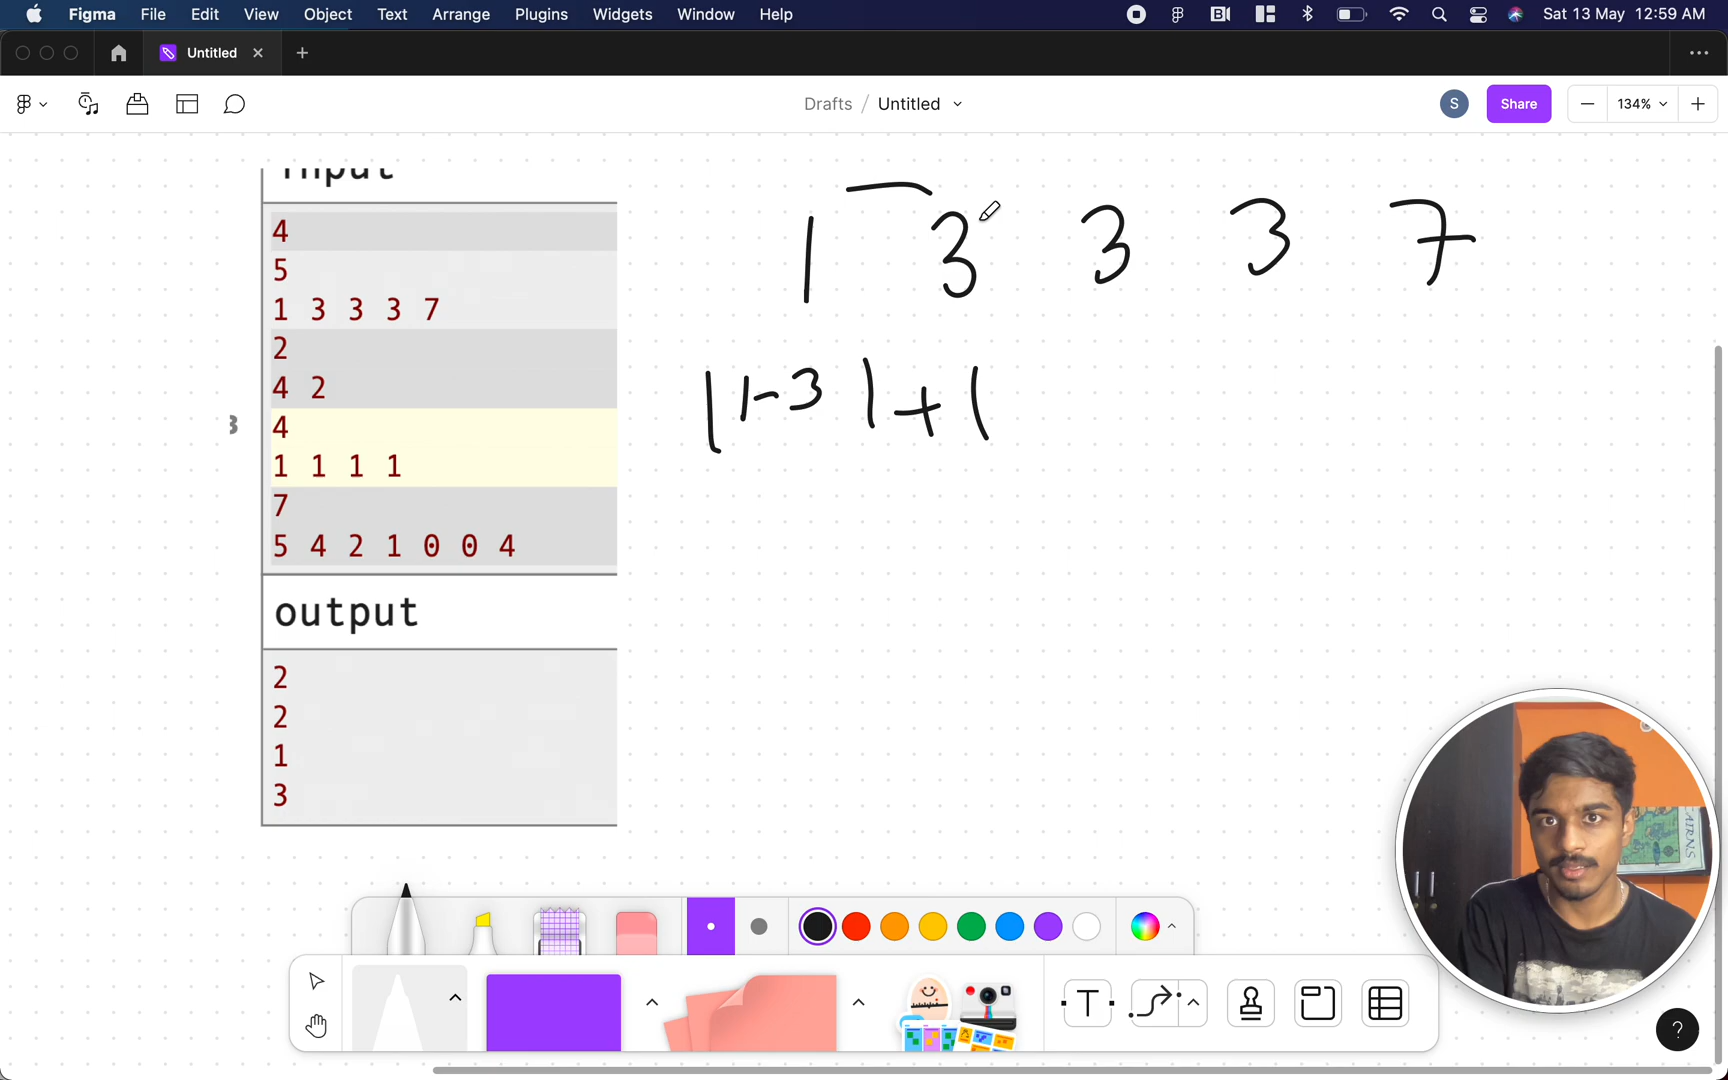 Figma File Edit View Object Text Arrange Plugins Widgets Window Help Sat 13 May 12:59 AM
Untitled
Drafts / Untitled S Share 134%
input
4
5
1 3 3 3 7
2
4 2
4
1 1 1 1
7
5 4 2 1 0 0 4
output
2
2
1
3
3
1 3 3 3 7
|1-3|+|
T
?